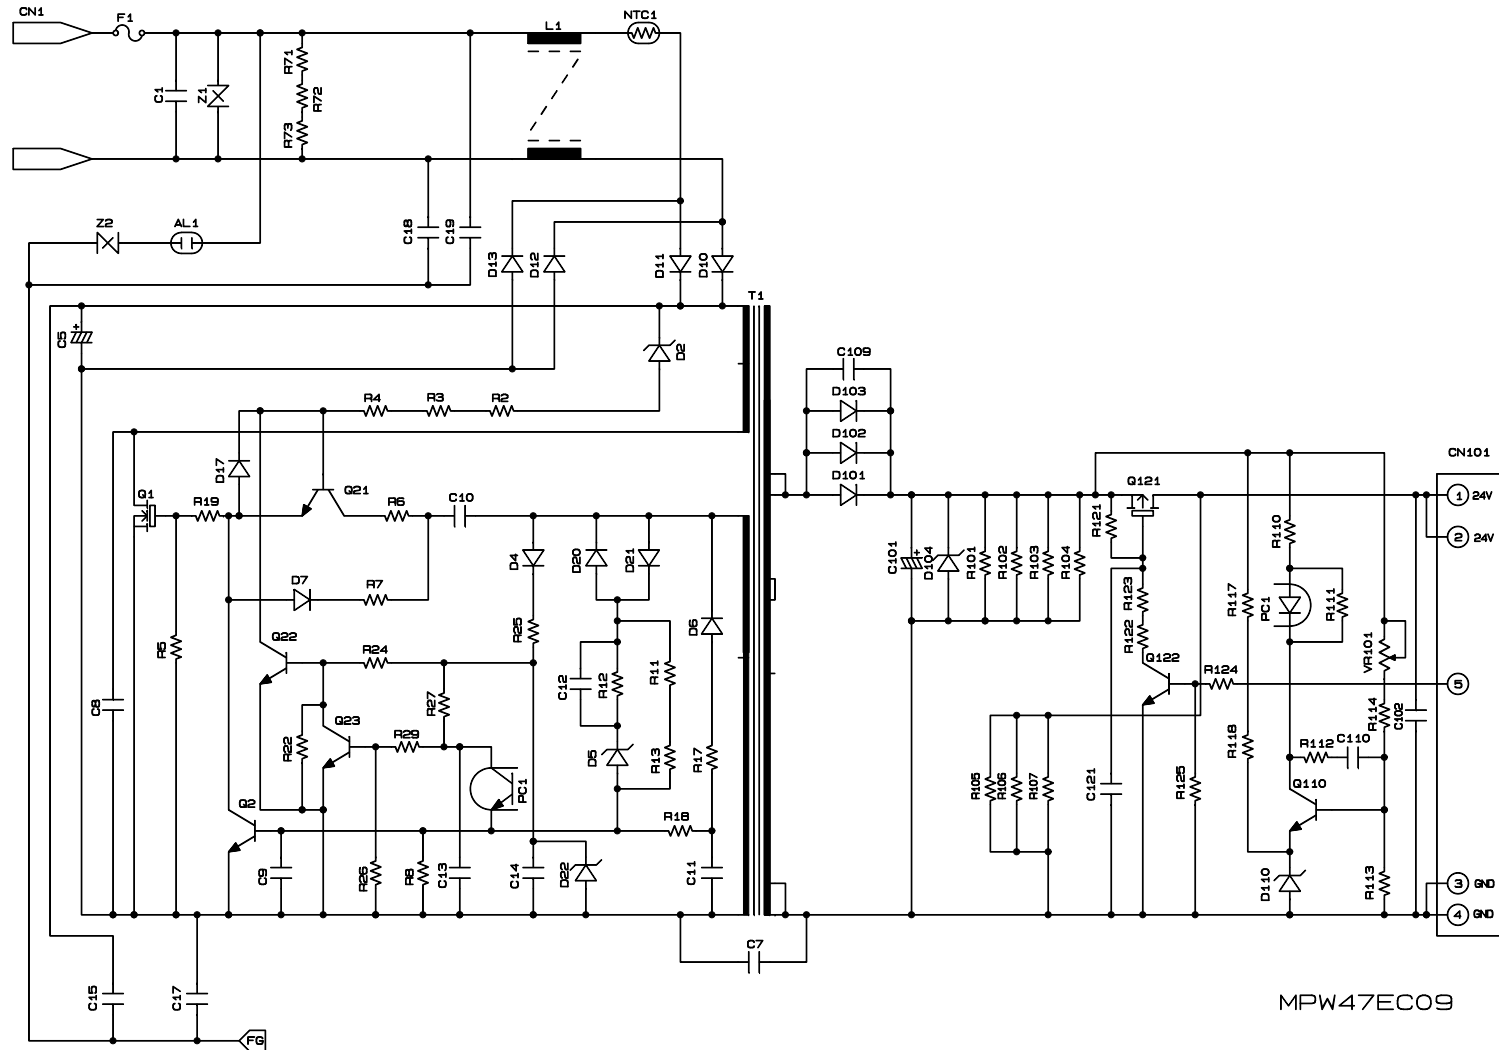 CN1
F1
L1
NTC1
C1
Z1
R71
R72
R73
Z2
AL1
C18
C19
D13
D12
D11
D10
T1
C5
D2
C109
D103
D102
D101
R4
R3
R2
D17
Q1
R19
Q21
R6
C10
D7
R7
D4
D20
D21
D6
R5
Q22
R24
R25
R27
C12
R12
R11
C8
R22
Q23
R29
D5
R13
R17
PC1
Q2
R18
C9
R26
R8
C13
C14
D22
C11
C7
C15
C17
FG
C101
D104
R101
R102
R103
R104
R121
Q121
R123
R122
Q122
R124
R117
R110
PC1
R111
VR101
R114
C102
R118
R112
C110
Q110
R105
R106
R107
C121
R125
D110
R113
CN101
1 24V
2 24V
5
3 GND
4 GND
MPW47EC09